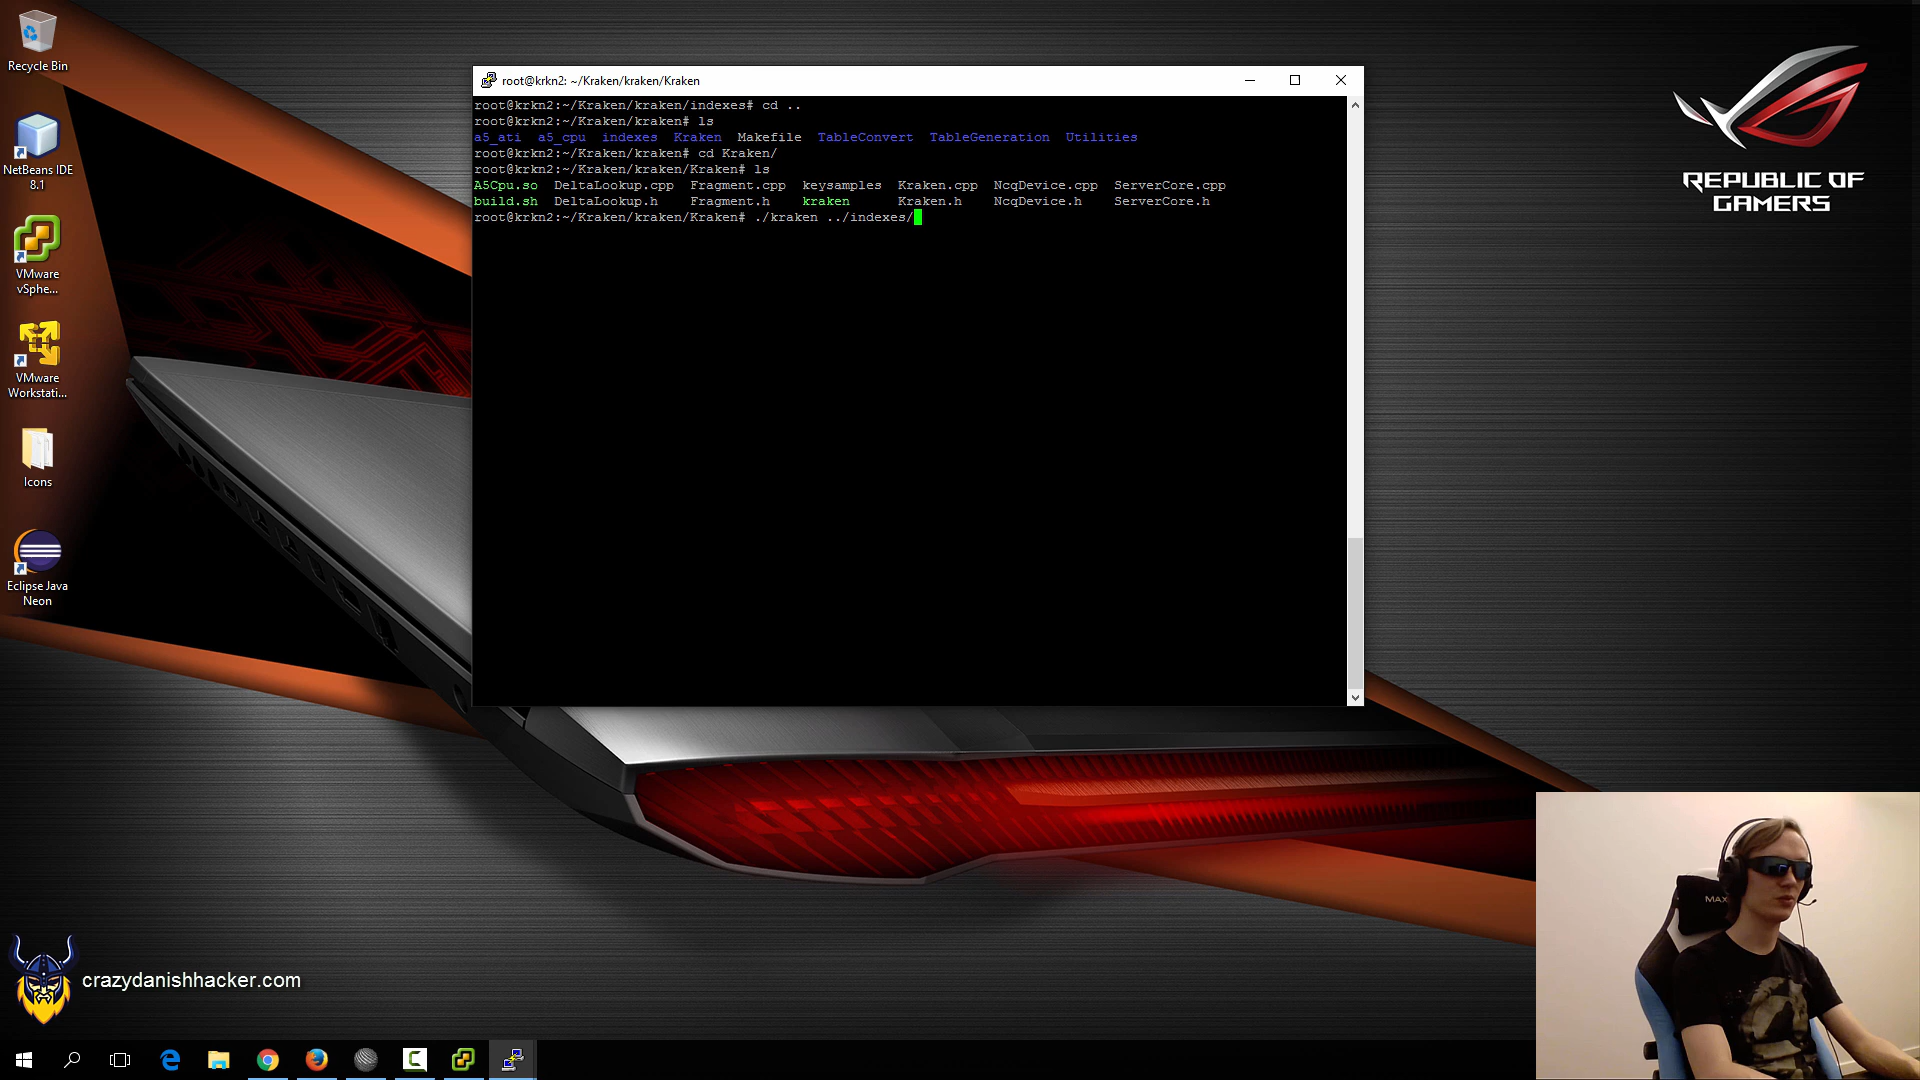 Recycle Bin
NetBeans IDE
8.1
VMware
vSphe...
VMware
Workstati...
Icons
Eclipse Java
Neon
root@krkn2: ~/Kraken/kraken/Kraken
root@krkn2:~/Kraken/kraken/indexes# cd ..
root@krkn2:~/Kraken/kraken# ls
a5_ati a5_cpu indexes Kraken Makefile TableConvert TableGeneration Utilities
root@krkn2:~/Kraken/kraken# cd Kraken/
root@krkn2:~/Kraken/kraken/Kraken# ls
A5Cpu.so DeltaLookup.cpp Fragment.cpp keysamples Kraken.cpp NcqDevice.cpp ServerCore.cpp
build.sh DeltaLookup.h Fragment.h kraken Kraken.h NcqDevice.h ServerCore.h
root@krkn2:~/Kraken/kraken/Kraken# ./kraken ../indexes/
REPUBLIC OF
GAMERS
MAX
crazydanishhacker.com